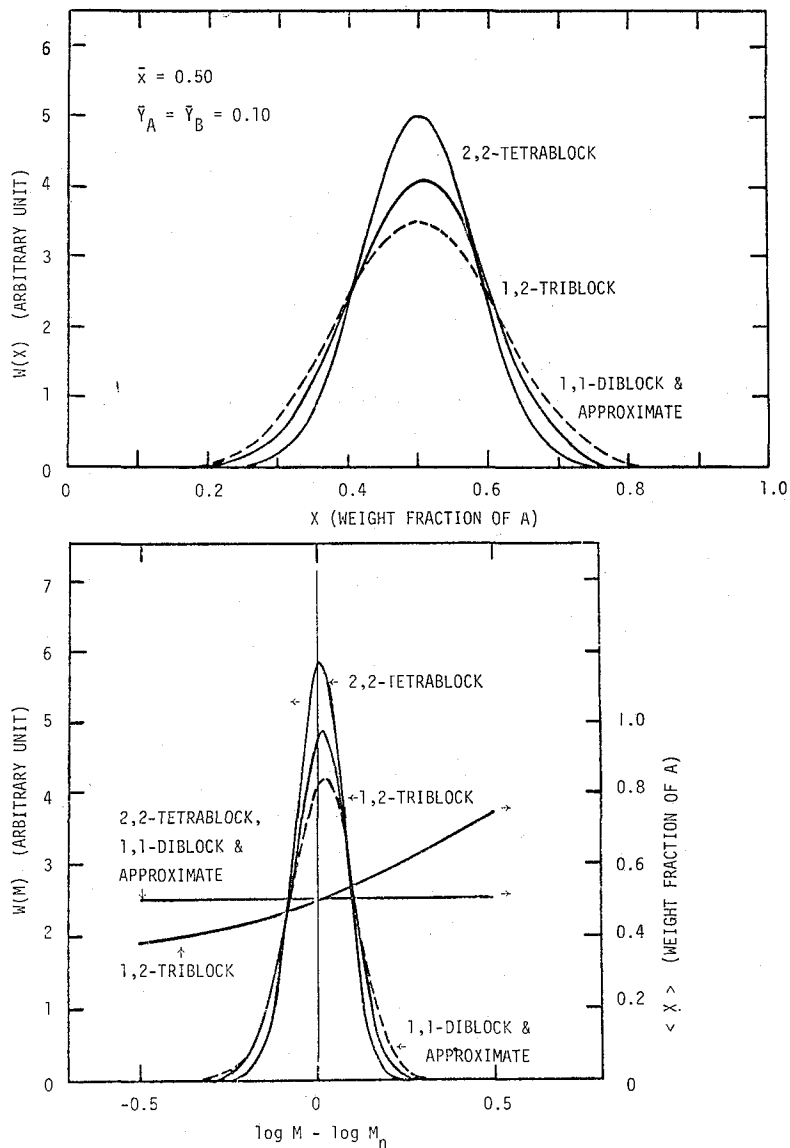 6
5
4
3
2
1
0
W(X) (ARBITRARY UNIT)
x̄ = 0.50
Ȳ_A = Ȳ_B = 0.10
2,2-TETRABLOCK
1,2-TRIBLOCK
1,1-DIBLOCK &
APPROXIMATE
0 0.2 0.4 0.6 0.8 1.0
X (WEIGHT FRACTION OF A)
7
6
5
4
3
2
1
0
W(M) (ARBITRARY UNIT)
2,2-TETRABLOCK
1,2-TRIBLOCK
2,2-TETRABLOCK,
1,1-DIBLOCK &
APPROXIMATE
1,2-TRIBLOCK
1,1-DIBLOCK &
APPROXIMATE
1.0
0.8
0.6
0.4
0.2
0
< X > (WEIGHT FRACTION OF A)
-0.5 0 0.5
log M - log M_n